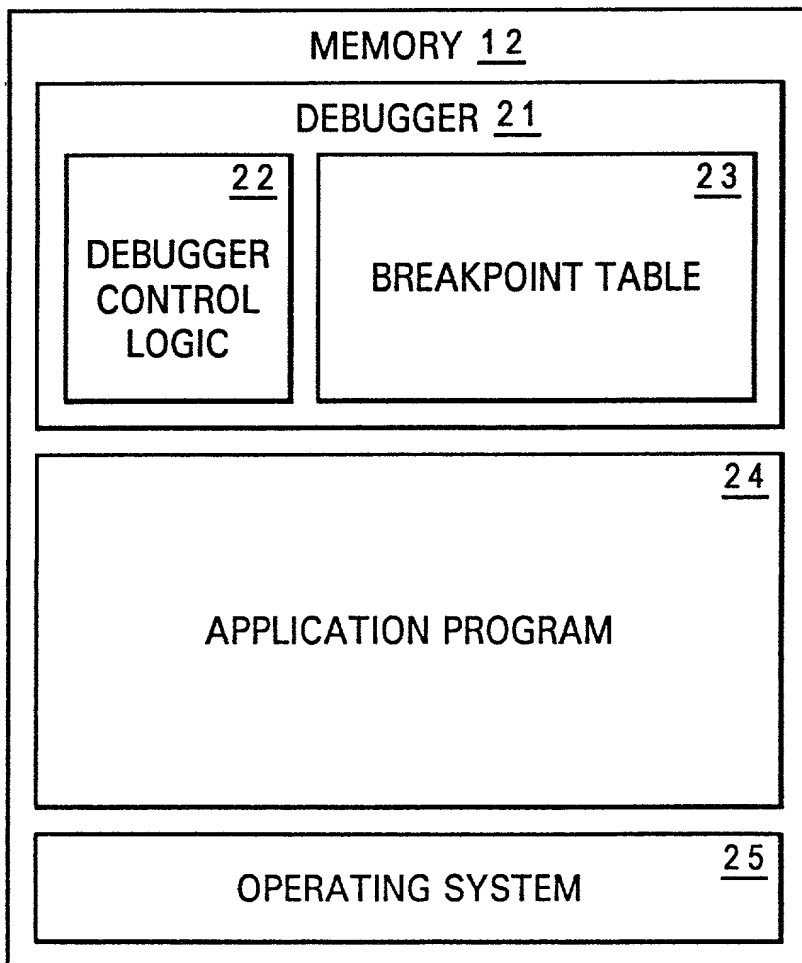 MEMORY 12
DEBUGGER 21
22
DEBUGGER
CONTROL
LOGIC
23
BREAKPOINT TABLE
24
APPLICATION PROGRAM
25
OPERATING SYSTEM